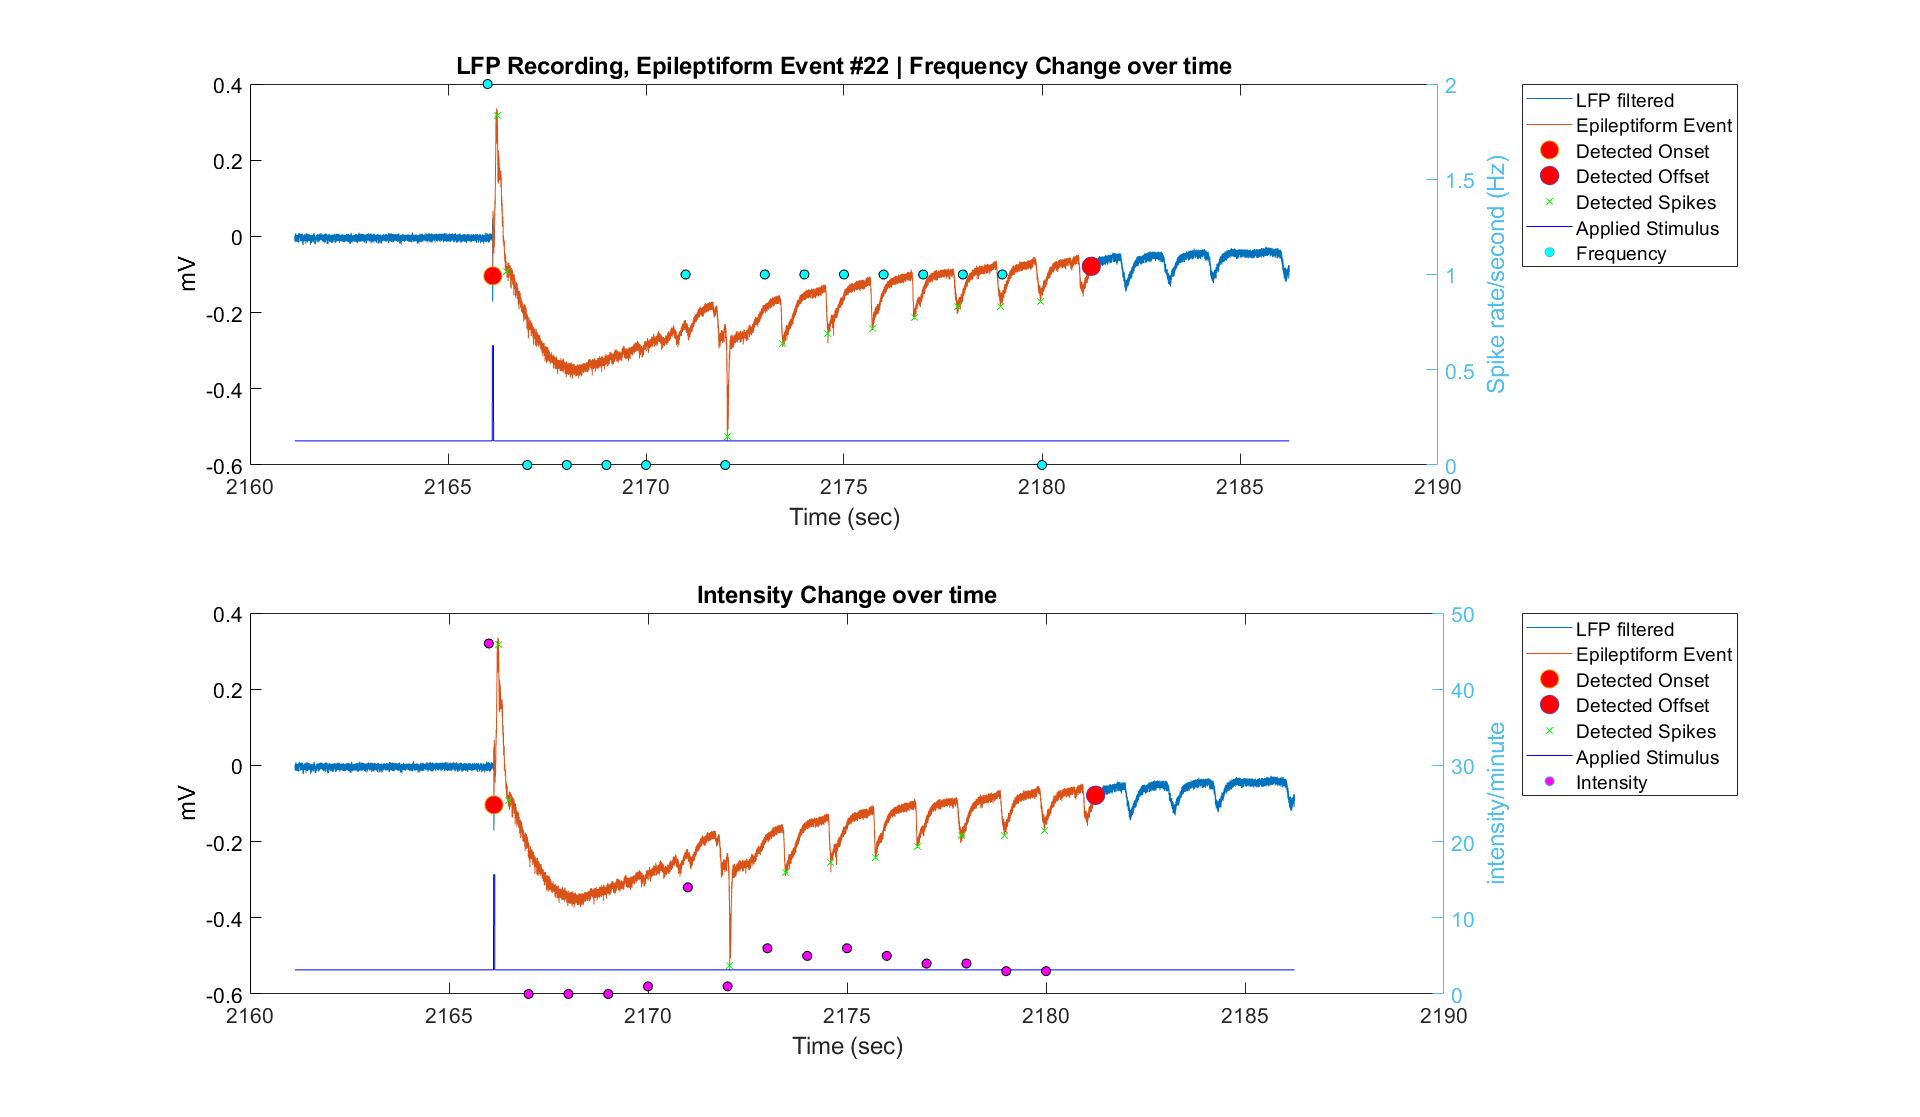 LFP Recording, Epileptiform Event #22 | Frequency Change over time
0.4
0.2
0
-0.2
-0.4
-0.6
mV
2
1.5
1
0.5
0
Spike rate/second (Hz)
2160 2165 2170 2175 2180 2185 2190
Time (sec)
LFP filtered
Epileptiform Event
Detected Onset
Detected Offset
Detected Spikes
Applied Stimulus
Frequency
Intensity Change over time
0.4
0.2
0
-0.2
-0.4
-0.6
mV
50
40
30
20
10
0
intensity/minute
2160 2165 2170 2175 2180 2185 2190
Time (sec)
LFP filtered
Epileptiform Event
Detected Onset
Detected Offset
Detected Spikes
Applied Stimulus
Intensity